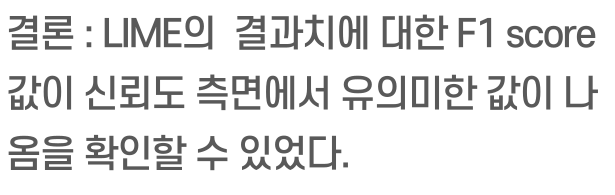 결론 : LIME의  결과치에 대한 F1 score
값이 신뢰도 측면에서 유의미한 값이 나
옴을 확인할 수 있었다.